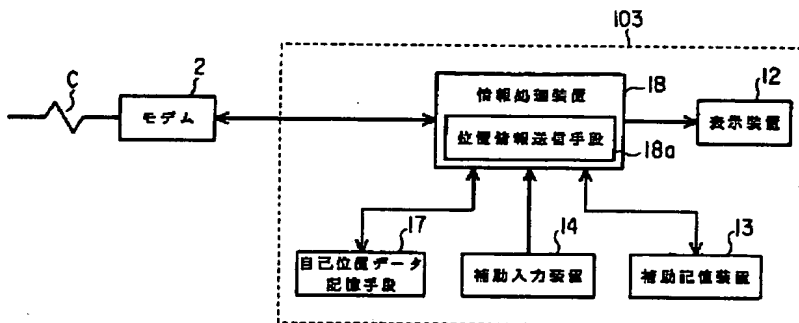 103
C
2
モデム
情報処理装置
18
位置情報送信手段
18a
12
表示装置
17
自己位置データ
記憶手段
14
補助入力装置
13
補助記憶装置